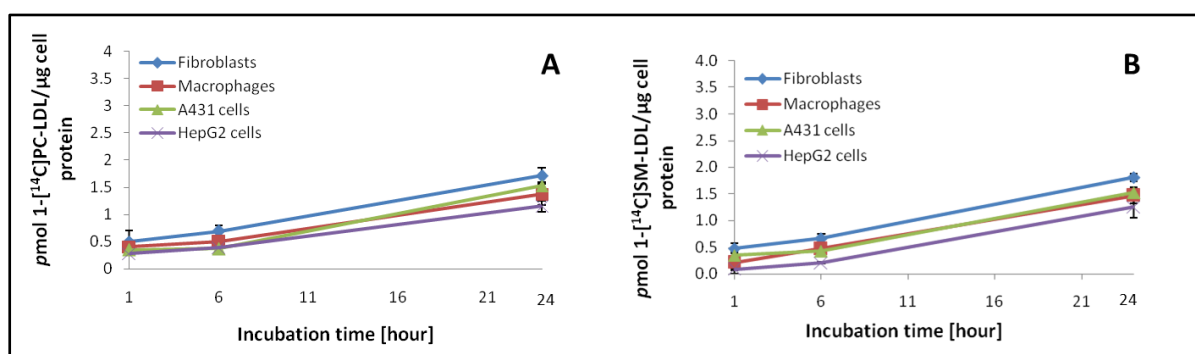 A
pmol 1-[¹⁴C]PC-LDL/µg cell
protein
4
3.5
3
2.5
2
1.5
1
0.5
0
Fibroblasts
Macrophages
A431 cells
HepG2 cells
1 6 11 16 21 24
Incubation time [hour]
B
pmol 1-[¹⁴C]SM-LDL/µg cell
protein
4.0
3.5
3.0
2.5
2.0
1.5
1.0
0.5
0.0
Fibroblasts
Macrophages
A431 cells
HepG2 cells
1 6 11 16 21 24
Incubation time [hour]